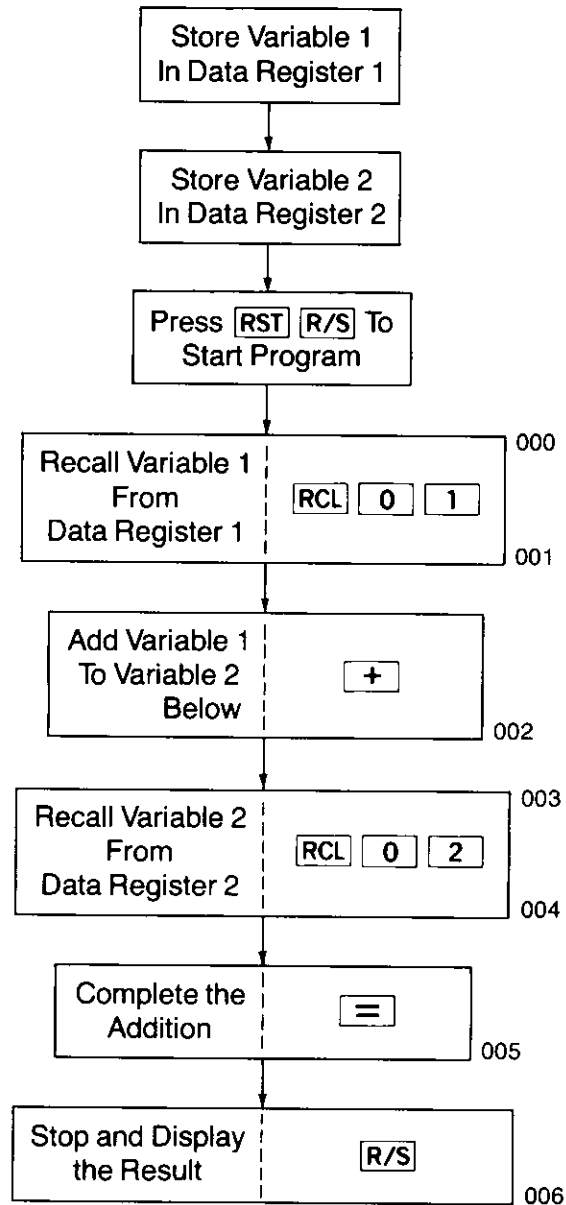 Store Variable 1
In Data Register 1
Store Variable 2
In Data Register 2
Press RST R/S To
Start Program
000
Recall Variable 1
From
Data Register 1
RCL 0 1
001
Add Variable 1
To Variable 2
Below
+
002
003
Recall Variable 2
From
Data Register 2
RCL 0 2
004
Complete the
Addition
=
005
Stop and Display
the Result
R/S
006